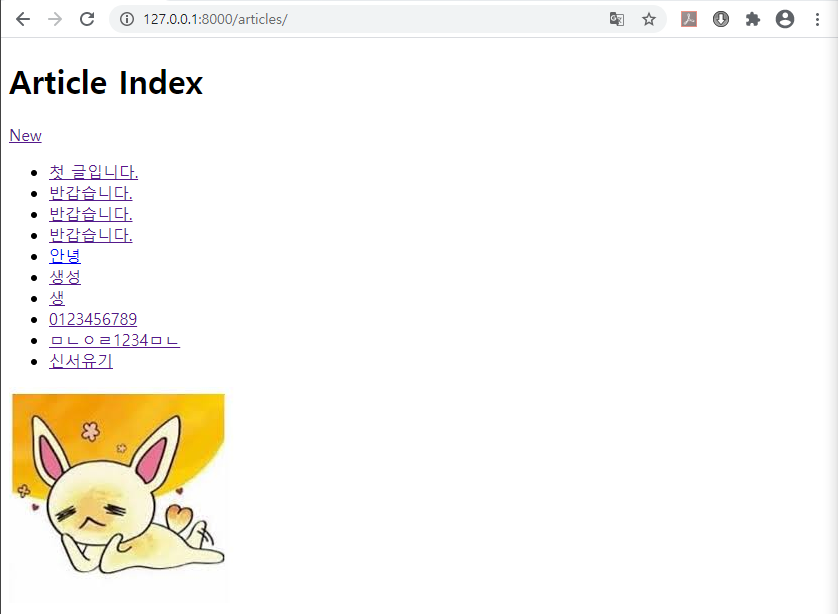 127.0.0.1:8000/articles/
Article Index
New
첫 글입니다.
반갑습니다.
반갑습니다.
반갑습니다.
안녕
생성
생
0123456789
ㅁㄴㅇㄹ1234ㅁㄴ
신서유기